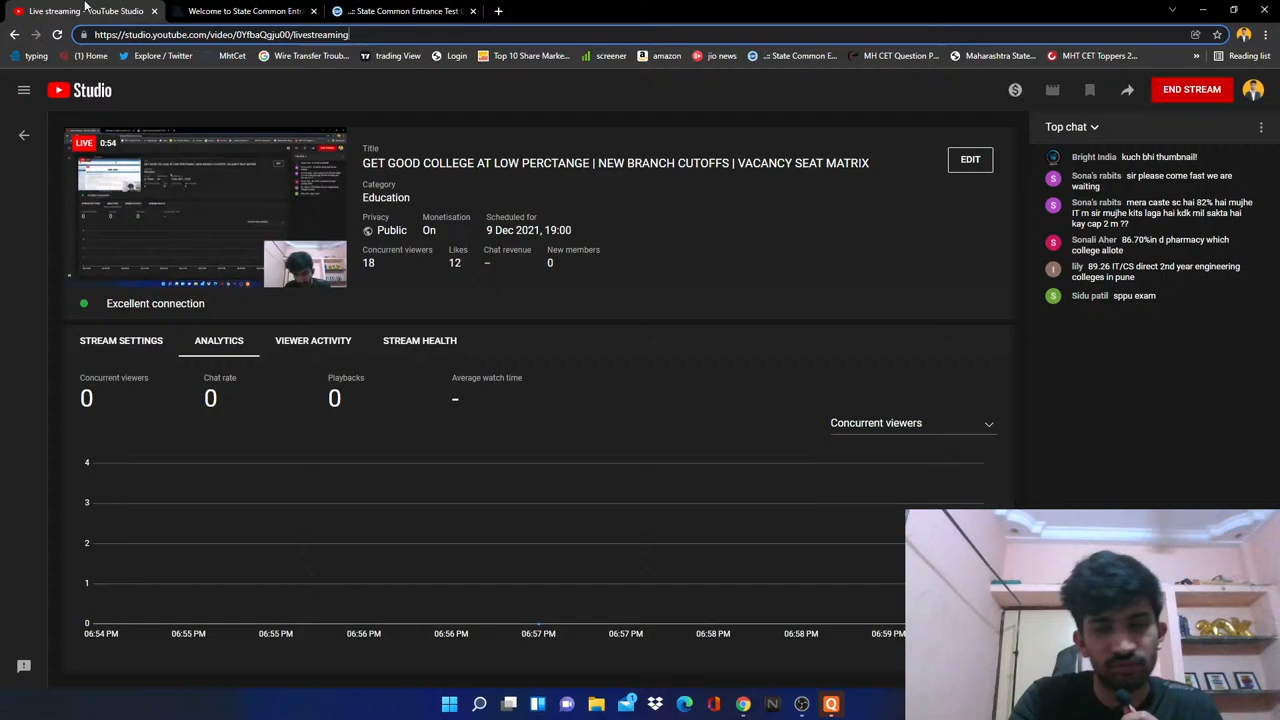 Live streaming - YouTube Studio
Welcome to State Common Entra
.:: State Common Entrance Test C
https://studio.youtube.com/video/0YfbaQgju00/livestreaming
typing
(1) Home
Explore / Twitter
MhtCet
Wire Transfer Troub...
trading View
Login
Top 10 Share Marke...
screener
amazon
jio news
.:: State Common E...
MH CET Question P...
Maharashtra State...
MHT CET Toppers 2...
Reading list
Studio
END STREAM
LIVE 0:54
Title
GET GOOD COLLEGE AT LOW PERCTANGE | NEW BRANCH CUTOFFS | VACANCY SEAT MATRIX
EDIT
Category
Education
Privacy
Public
Monetisation
On
Scheduled for
9 Dec 2021, 19:00
Concurrent viewers
18
Likes
12
Chat revenue
–
New members
0
Excellent connection
STREAM SETTINGS
ANALYTICS
VIEWER ACTIVITY
STREAM HEALTH
Concurrent viewers
0
Chat rate
0
Playbacks
0
Average watch time
-
Concurrent viewers
4
3
2
1
0
06:54 PM 06:55 PM 06:55 PM 06:56 PM 06:56 PM 06:57 PM 06:57 PM 06:58 PM 06:58 PM 06:59
Top chat
Bright India kuch bhi thumbnail!
Sona's rabits sir please come fast we are
waiting
Sona's rabits mera caste sc hai 82% hai mujhe
IT m sir mujhe kits laga hai kdk mil sakta hai
kay cap 2 m ??
Sonali Aher 86.70%in d pharmacy which
college allote
lily 89.26 IT/CS direct 2nd year engineering
colleges in pune
Sidu patil sppu exam